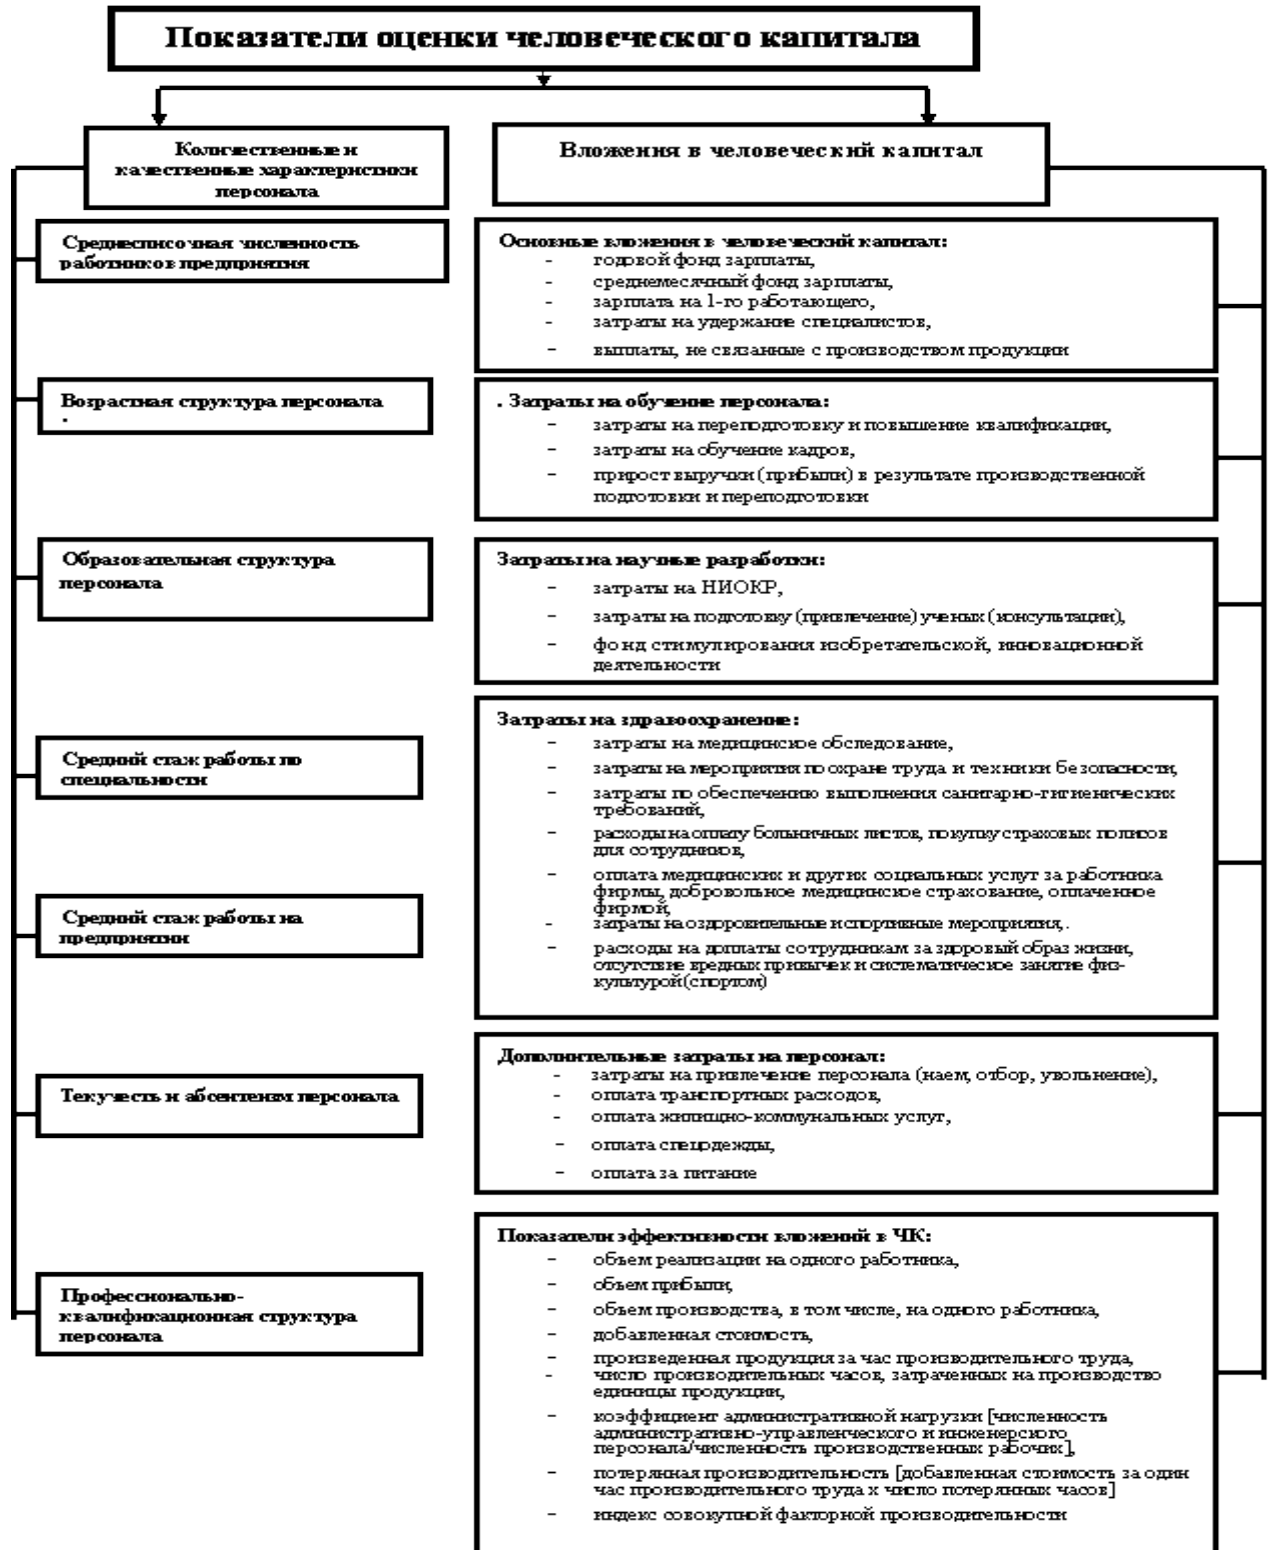 Показатели оценки человеческого капитала
Количественные и
качественные характеристики
персонала
Вложения в человеческий капитал
Среднесписочная численность
работников предприятия
Возрастная структура персонала
.
Образовательная структура
персонала
Средний стаж работы по
специальности
Средний стаж работы на
предприятии
Текучесть и абсентеизм персонала
Профессионально-
квалификационная структура
персонала
Основные вложения в человеческий капитал:
- годовой фонд зарплаты,
- среднемесячный фонд зарплаты,
- зарплата на 1-го работающего,
- затраты на удержание специалистов,
- выплаты, не связанные с производством продукции
. Затраты на обучение персонала:
- затраты на переподготовку и повышение квалификации,
- затраты на обучение кадров,
- прирост выручки (прибыли) в результате производственной
подготовки и переподготовки
Затраты на научные разработки:
- затраты на НИОКР,
- затраты на подготовку (привлечение) ученых (консультации),
- фонд стимулирования изобретательской, инновационной
деятельности
Затраты на здравоохранение:
- затраты на медицинское обследование,
- затраты на мероприятия по охране труда и техники безопасности,
- затраты по обеспечению выполнения санитарно-гигиенических
требований,
- расходы на оплату больничных листов, покупку страховых полисов
для сотрудников,
- оплата медицинских и других социальных услуг за работника
фирмы, добровольное медицинское страхование, оплаченное
фирмой,
- затраты на оздоровительные и спортивные мероприятия,.
- расходы на доплаты сотрудникам за здоровый образ жизни,
отсутствие вредных привычек и систематическое занятие физ-
культурой (спортом)
Дополнительные затраты на персонал:
- затраты на привлечение персонала (наем, отбор, увольнение),
- оплата транспортных расходов,
- оплата жилищно-коммунальных услуг,
- оплата спецодежды,
- оплата за питание
Показатели эффективности вложений в ЧК:
- объем реализации на одного работника,
- объем прибыли,
- объем производства, в том числе, на одного работника,
- добавленная стоимость,
- произведенная продукция за час производительного труда,
- число производительных часов, затраченных на производство
единицы продукции,
- коэффициент административной нагрузки [численность
административно-управленческого и инженерского
персонала/численность производственных рабочих],
- потерянная производительность [добавленная стоимость за один
час производительного труда х число потерянных часов]
- индекс совокупной факторной производительности